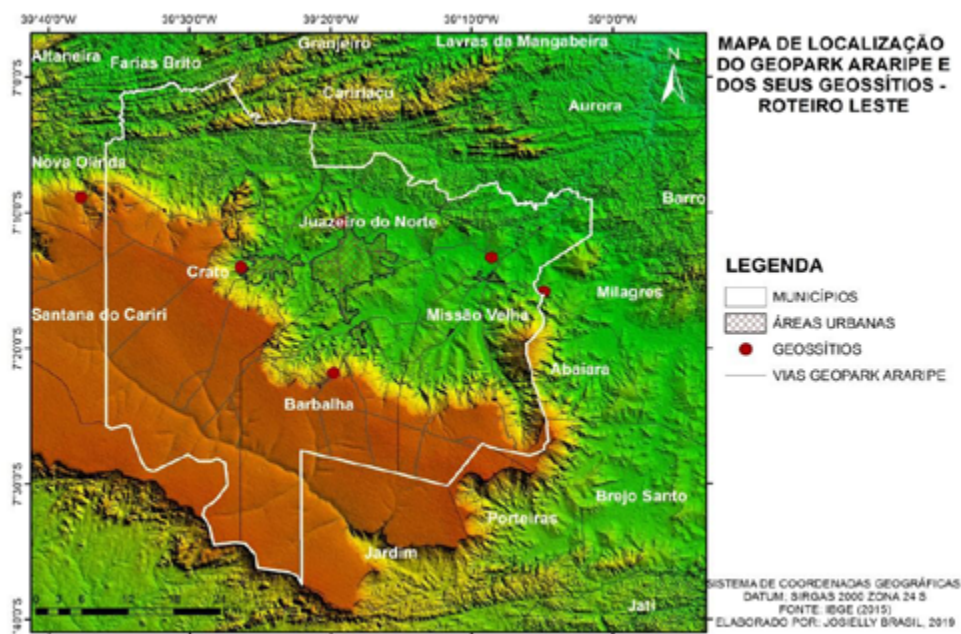 39°40'0"W
39°30'0"W
39°20'0"W
39°10'0"W
39°0'0"W
Altaneira
Farias Brito
Granjeiro
Lavras da Mangabeira
Caririaçu
Aurora
N
MAPA DE LOCALIZAÇÃO
DO GEOPARK ARARIPE E
DOS SEUS GEOSSÍTIOS -
ROTEIRO LESTE
7°0'0"S
Nova Olinda
Barro
7°10'0"S
Juazeiro do Norte
Crato
Milagres
Santana do Cariri
Missão Velha
7°20'0"S
Abaiara
Barbalha
LEGENDA
MUNICÍPIOS
ÁREAS URBANAS
GEOSSÍTIOS
VIAS GEOPARK ARARIPE
7°30'0"S
Brejo Santo
Porteiras
Jardim
Jati
SISTEMA DE COORDENADAS GEOGRÁFICAS
DATUM: SIRGAS 2000 ZONA 24 S
FONTE: IBGE (2015)
ELABORADO POR: JOSIELLY BRASIL, 2019